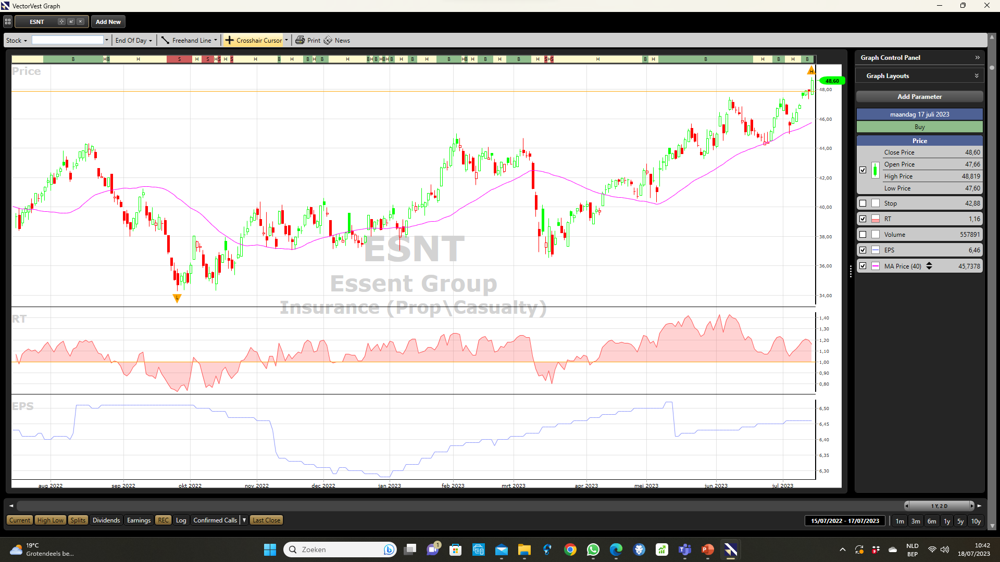 VectorVest Graph
ESNT
Add New
Stock
End Of Day
Freehand Line
Crosshair Cursor
Print
News
B HB H S H S H S H S H B H B H B H B H B H B H B H B H B H B H B H B H B H S H S H B H B H B H B
Price
H
48,60
48,00
46,00
44,00
42,00
40,00
38,00
36,00
34,00
L
ESNT
Essent Group
Insurance (Prop\Casualty)
RT
1,40
1,30
1,20
1,10
1,00
0,90
0,80
EPS
6,50
6,45
6,40
6,35
6,30
aug 2022 sep 2022 okt 2022 nov 2022 dec 2022 jan 2023 feb 2023 mrt 2023 apr 2023 mei 2023 jun 2023 jul 2023
Graph Control Panel
Graph Layouts
Add Parameter
maandag 17 juli 2023
Buy
Price
Close Price 48,60
Open Price 47,66
High Price 48,819
Low Price 47,60
Stop 42,88
RT 1,16
Volume 557891
EPS 6,46
MA Price (40) 45,7378
1 Y, 2 D
Current High Low Splits Dividends Earnings REC Log Confirmed Calls Last Close
15/07/2022 - 17/07/2023 1m 3m 6m 1y 5y 10y
19°C
Grotendeels be...
Zoeken
1
NLD
BEP
10:42
18/07/2023